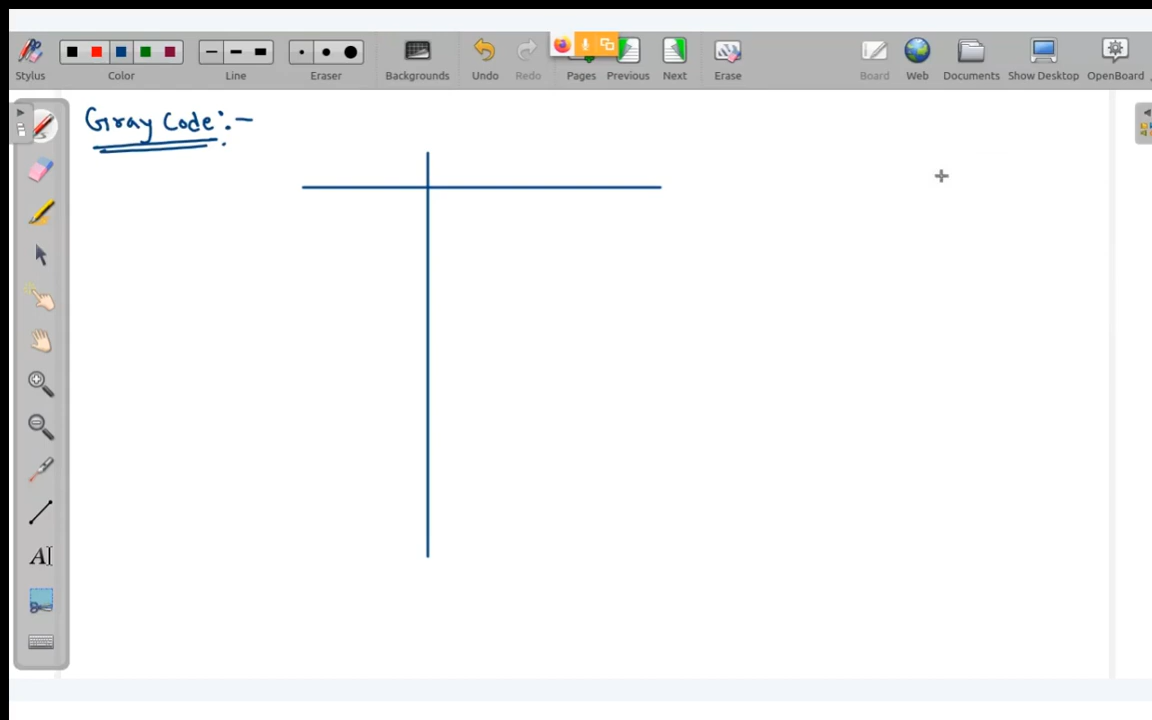 Stylus Color Line Eraser Backgrounds Undo Redo Pages Previous Next Erase Board Web Documents Show Desktop OpenBoard
Gray Code :-
A